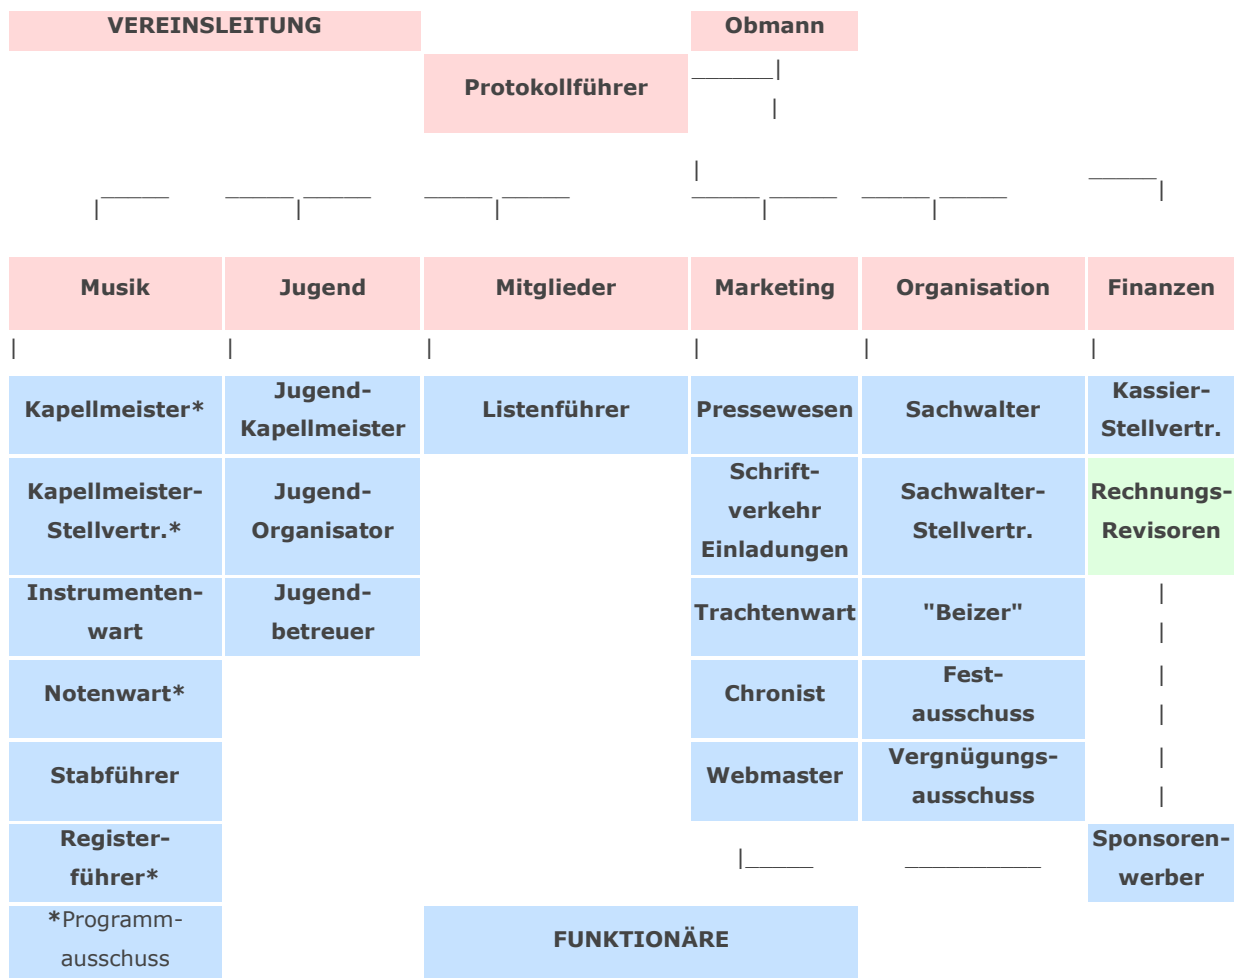 VEREINSLEITUNG
Obmann
Protokollführer
Musik
Jugend
Mitglieder
Marketing
Organisation
Finanzen
Kapellmeister*
Jugend-
Kapellmeister
Listenführer
Pressewesen
Sachwalter
Kassier-
Stellvertr.
Kapellmeister-
Stellvertr.*
Jugend-
Organisator
Schrift-
verkehr
Einladungen
Sachwalter-
Stellvertr.
Rechnungs-
Revisoren
Instrumenten-
wart
Jugend-
betreuer
Trachtenwart
"Beizer"
Notenwart*
Chronist
Fest-
ausschuss
Stabführer
Webmaster
Vergnügungs-
ausschuss
Register-
führer*
Sponsoren-
werber
*Programm-
ausschuss
FUNKTIONÄRE